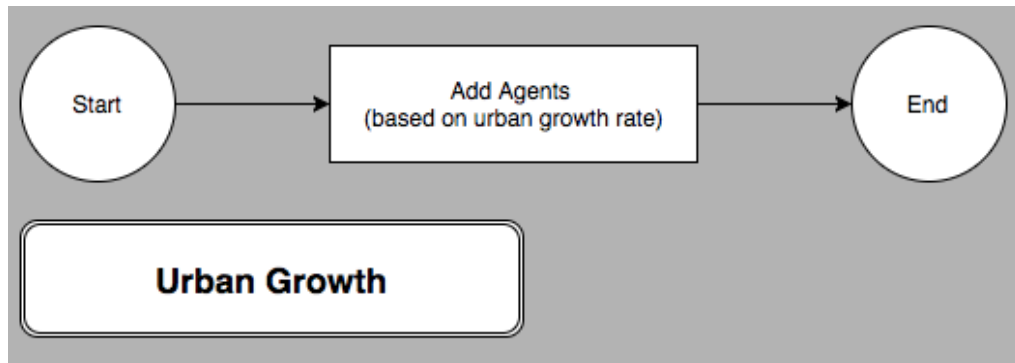 Start
Add Agents
(based on urban growth rate)
End
Urban Growth